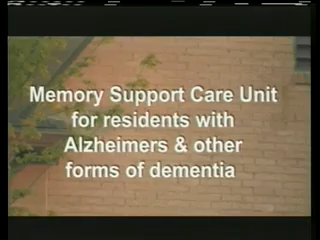 Memory Support Care Unit
for residents with
Alzheimers & other
forms of dementia